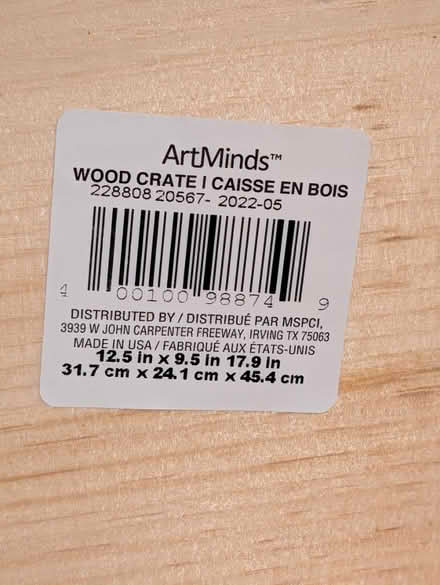 ArtMinds™
WOOD CRATE | CAISSE EN BOIS
228808 20567- 2022-05
4 00100 98874 9
DISTRIBUTED BY / DISTRIBUÉ PAR MSPCI,
3939 W JOHN CARPENTER FREEWAY, IRVING TX 75063
MADE IN USA / FABRIQUÉ AUX ÉTATS-UNIS
12.5 in x 9.5 in 17.9 in
31.7 cm x 24.1 cm x 45.4 cm